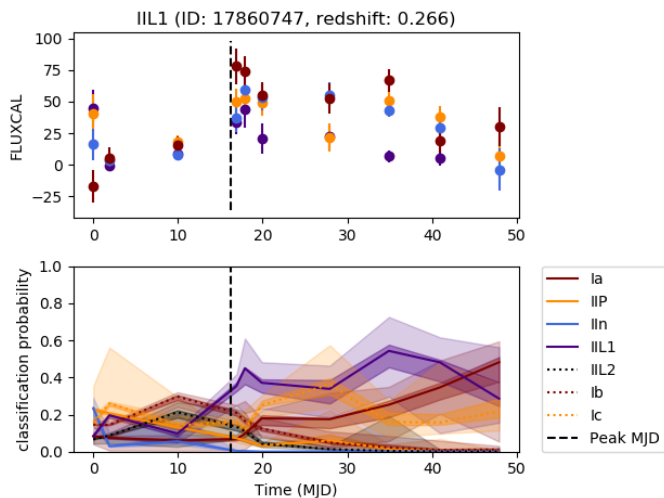 IIL1 (ID: 17860747, redshift: 0.266)
100
75
50
25
0
−25
FLUXCAL
0 10 20 30 40 50
1.0
0.8
0.6
0.4
0.2
0.0
classification probability
0 10 20 30 40 50
Time (MJD)
Ia
IIP
IIn
IIL1
IIL2
Ib
Ic
Peak MJD